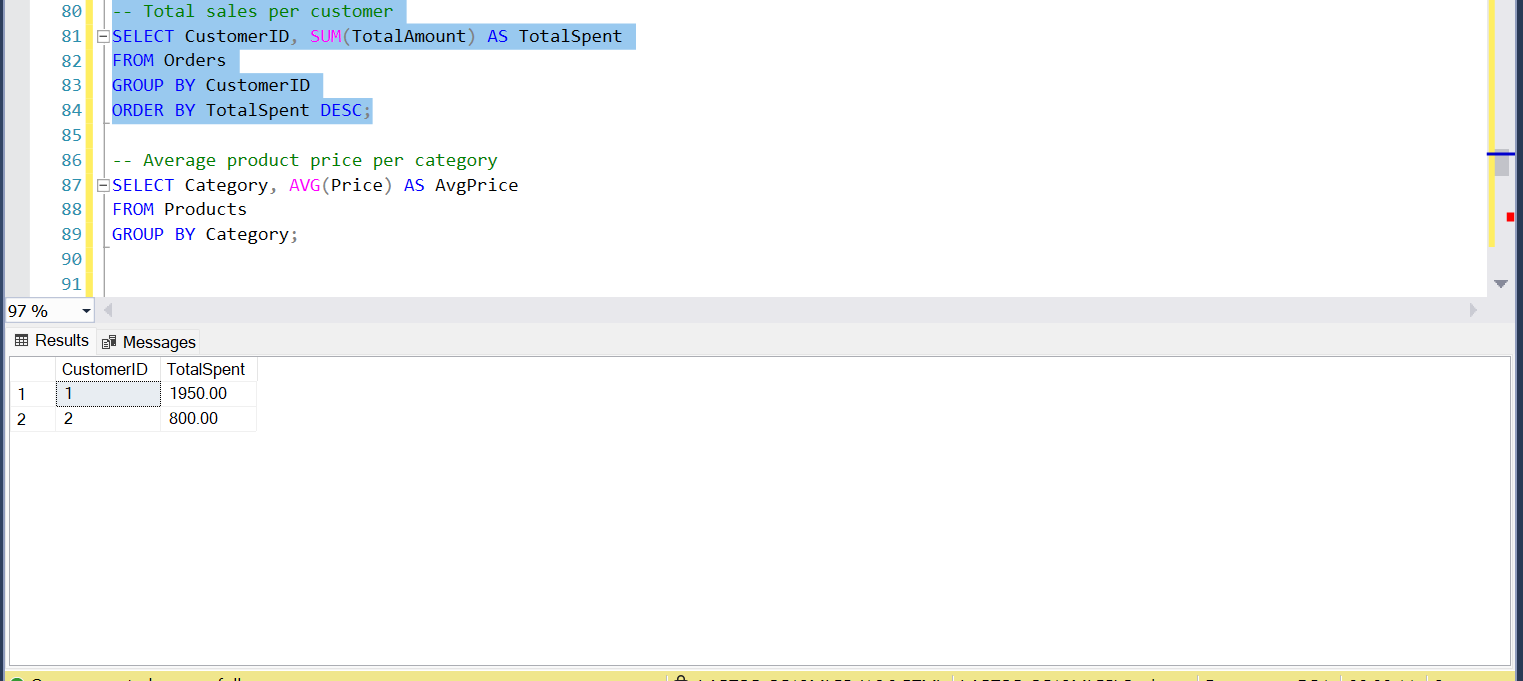 80 -- Total sales per customer
81 SELECT CustomerID, SUM(TotalAmount) AS TotalSpent
82 FROM Orders
83 GROUP BY CustomerID
84 ORDER BY TotalSpent DESC;
85
86 -- Average product price per category
87 SELECT Category, AVG(Price) AS AvgPrice
88 FROM Products
89 GROUP BY Category;
90
91
97 %
Results Messages
CustomerID TotalSpent
1 1 1950.00
2 2 800.00